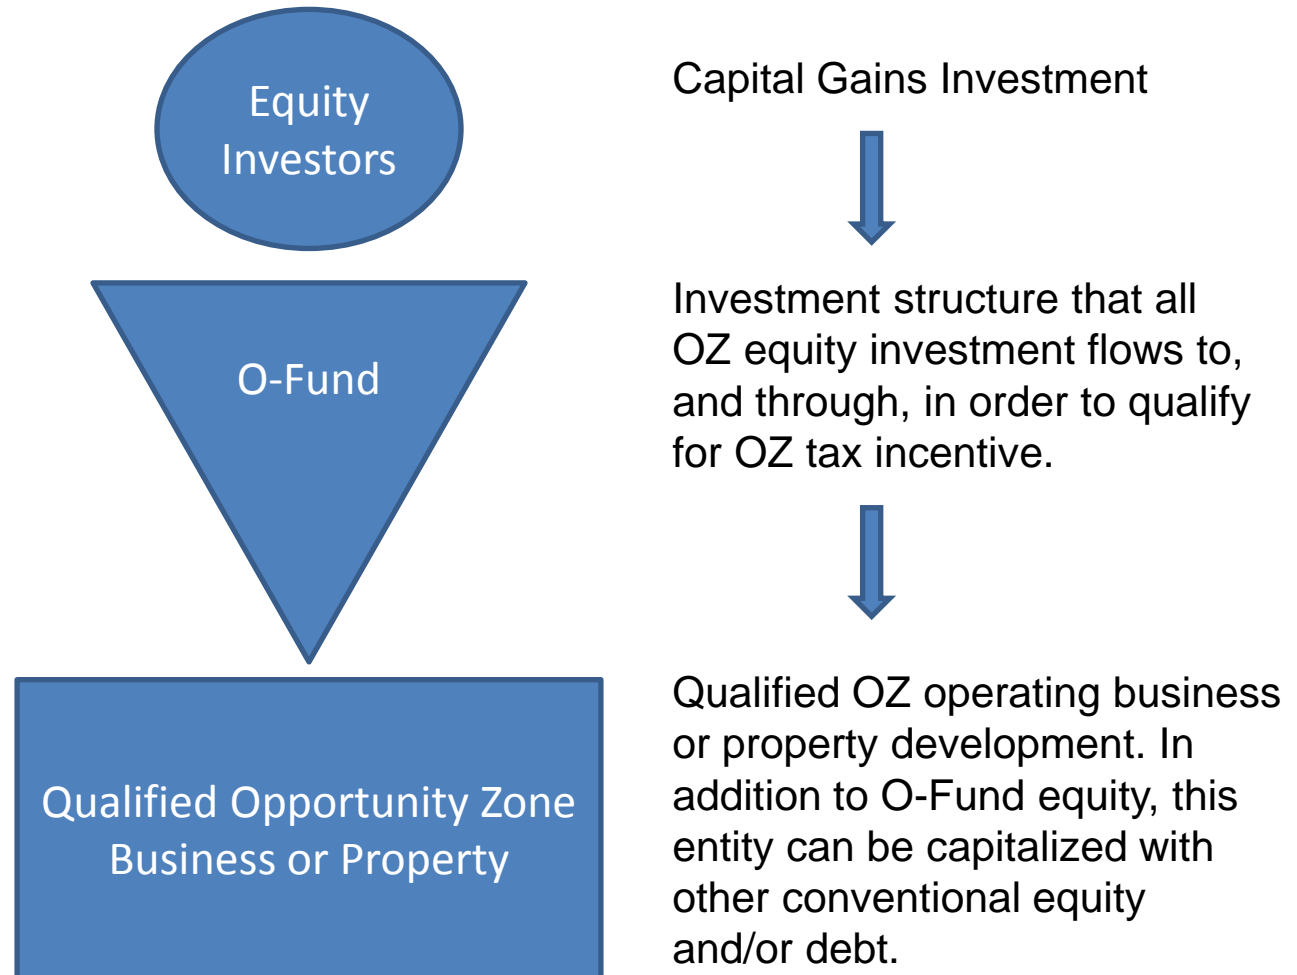 Equity
Investors
Capital Gains Investment
O-Fund
Investment structure that all
OZ equity investment flows to,
and through, in order to qualify
for OZ tax incentive.
Qualified Opportunity Zone
Business or Property
Qualified OZ operating business
or property development. In
addition to O-Fund equity, this
entity can be capitalized with
other conventional equity
and/or debt.